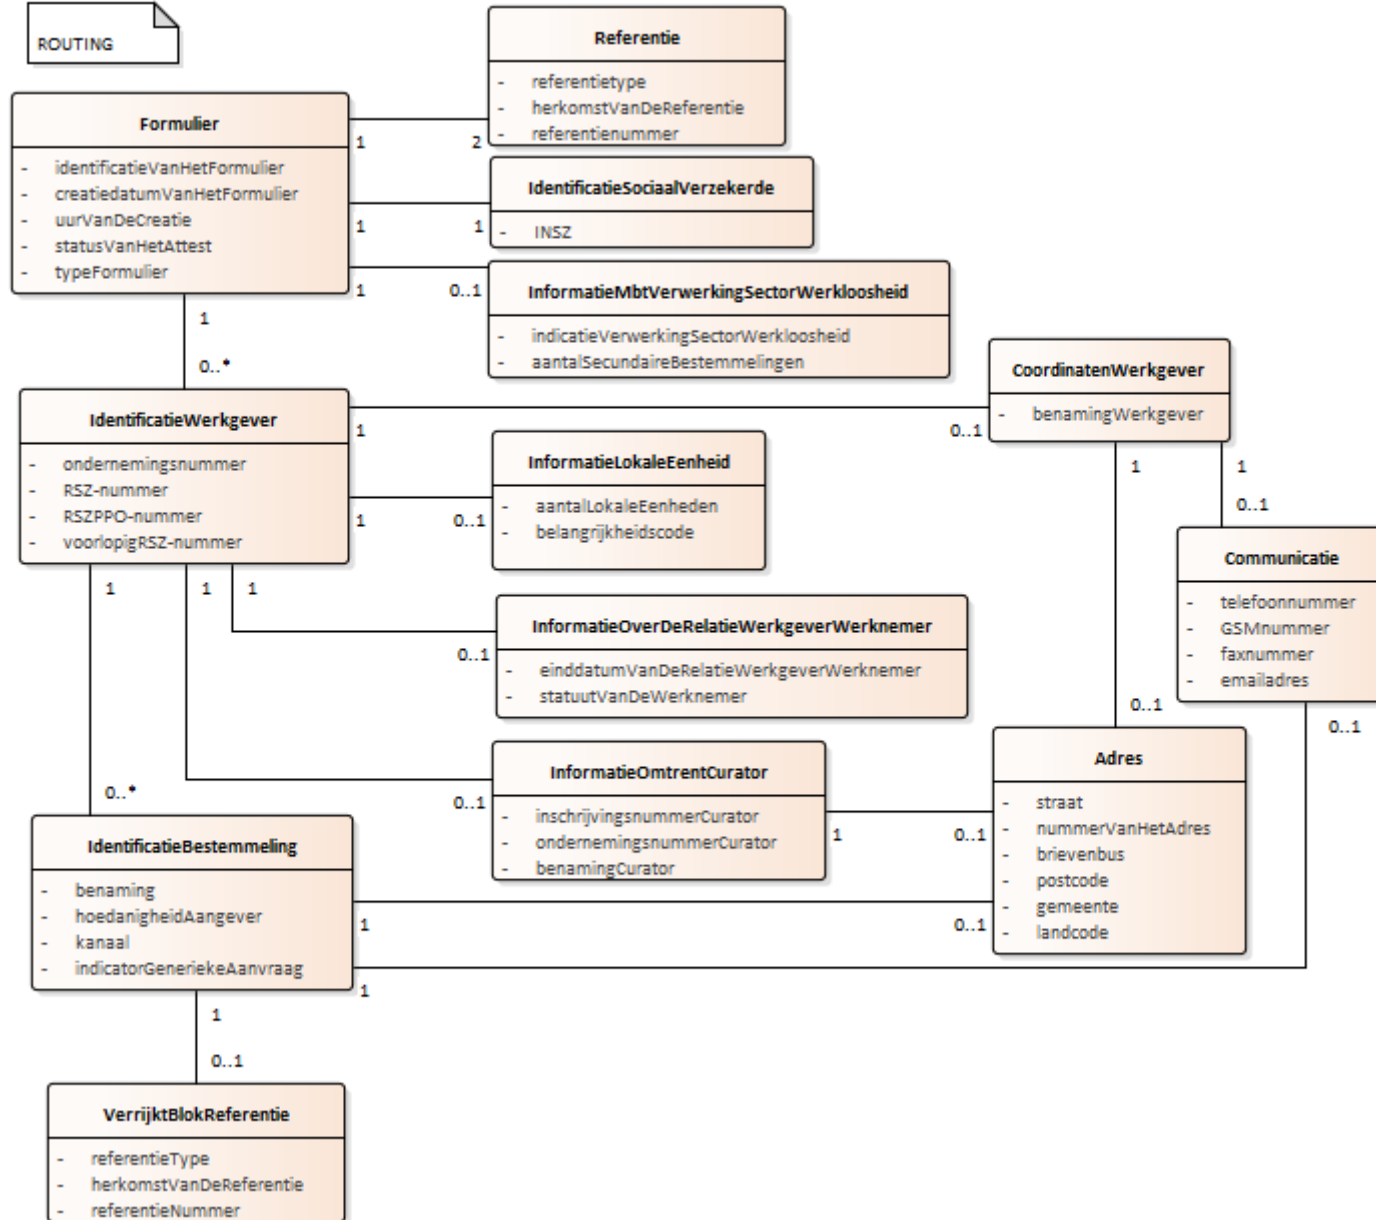 ROUTING
Referentie
- referentietype
- herkomstVanDeReferentie
- referentienummer
Formulier
- identificatieVanHetFormulier
- creatiedatumVanHetFormulier
- uurVanDeCreatie
- statusVanHetAttest
- typeFormulier
1
2
IdentificatieSociaalVerzekerde
- INSZ
1
1
InformatieMbtVerwerkingSectorWerkloosheid
- indicatieVerwerkingSectorWerkloosheid
- aantalSecundaireBestemmelingen
1
0..1
1
0..*
CoordinatenWerkgever
- benamingWerkgever
IdentificatieWerkgever
- ondernemingsnummer
- RSZ-nummer
- RSZPPO-nummer
- voorlopigRSZ-nummer
1
0..1
InformatieLokaleEenheid
- aantalLokaleEenheden
- belangrijkheidscode
1
0..1
1
1
0..1
Communicatie
- telefoonnummer
- GSMnummer
- faxnummer
- emailadres
1
1
1
InformatieOverDeRelatieWerkgeverWerknemer
- einddatumVanDeRelatieWerkgeverWerknemer
- statuutVanDeWerknemer
0..1
0..1
0..1
Adres
- straat
- nummerVanHetAdres
- brievenbus
- postcode
- gemeente
- landcode
InformatieOmtrentCurator
- inschrijvingsnummerCurator
- ondernemingsnummerCurator
- benamingCurator
0..1
1
0..1
0..*
IdentificatieBestemmeling
- benaming
- hoedanigheidAangever
- kanaal
- indicatorGeneriekeAanvraag
1
0..1
1
1
0..1
VerrijktBlokReferentie
- referentieType
- herkomstVanDeReferentie
- referentieNummer